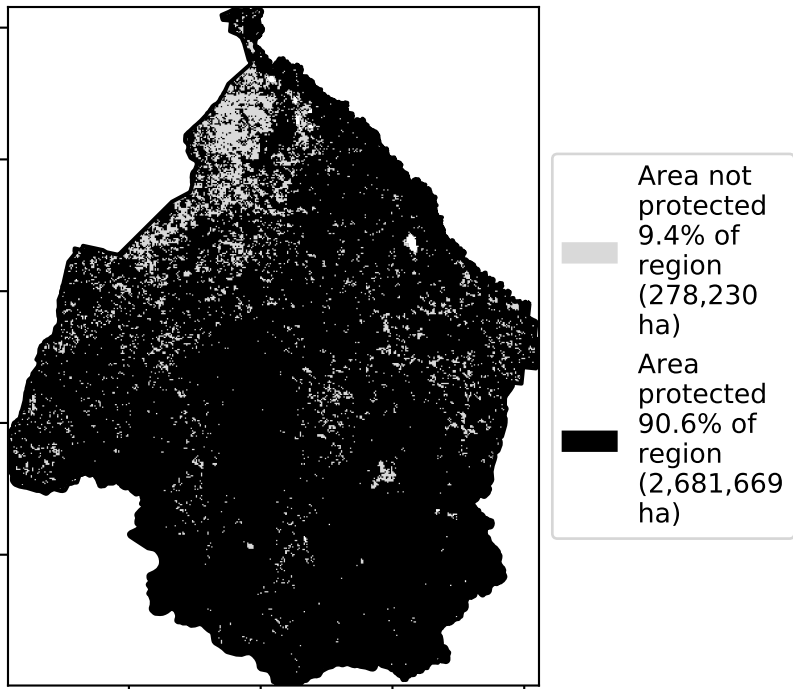 Area not
protected
9.4% of
region
(278,230
ha)
Area
protected
90.6% of
region
(2,681,669
ha)